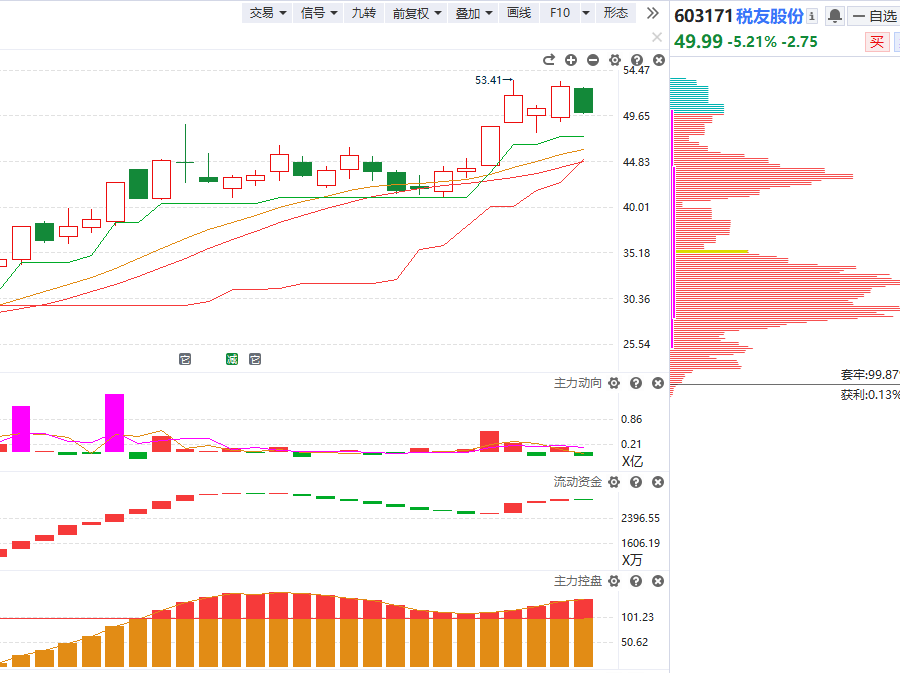 交易 信号 九转 前复权 叠加 画线 F10 形态
603171 税友股份 自选
49.99 -5.21% -2.75 买
53.41
54.47
49.65
44.83
40.01
35.18
30.36
25.54
减
套牢:99.87%
获利:0.13%
主力动向
0.86
0.21
X亿
流动资金
2396.55
1606.19
X万
主力控盘
101.23
50.62